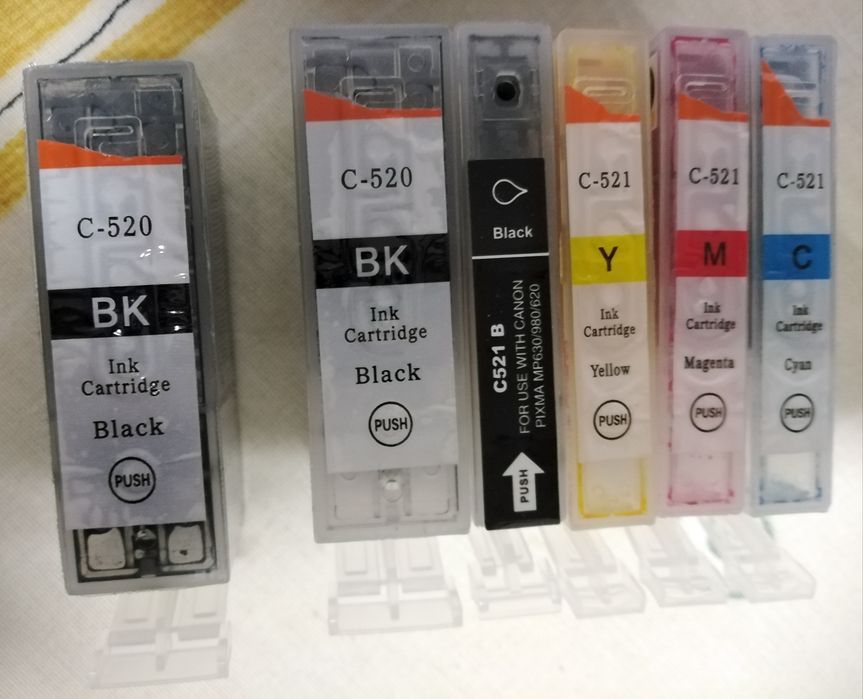 C-520
BK
Ink
Cartridge
Black
PUSH
C-520
BK
Ink
Cartridge
Black
PUSH
Black
C521 B
FOR USE WITH CANON
PIXMA MP630/980/620
PUSH
C-521
Y
Ink
Cartridge
Yellow
PUSH
C-521
M
Ink
Cartridge
Magenta
PUSH
C-521
C
Ink
Cartridge
Cyan
PUSH